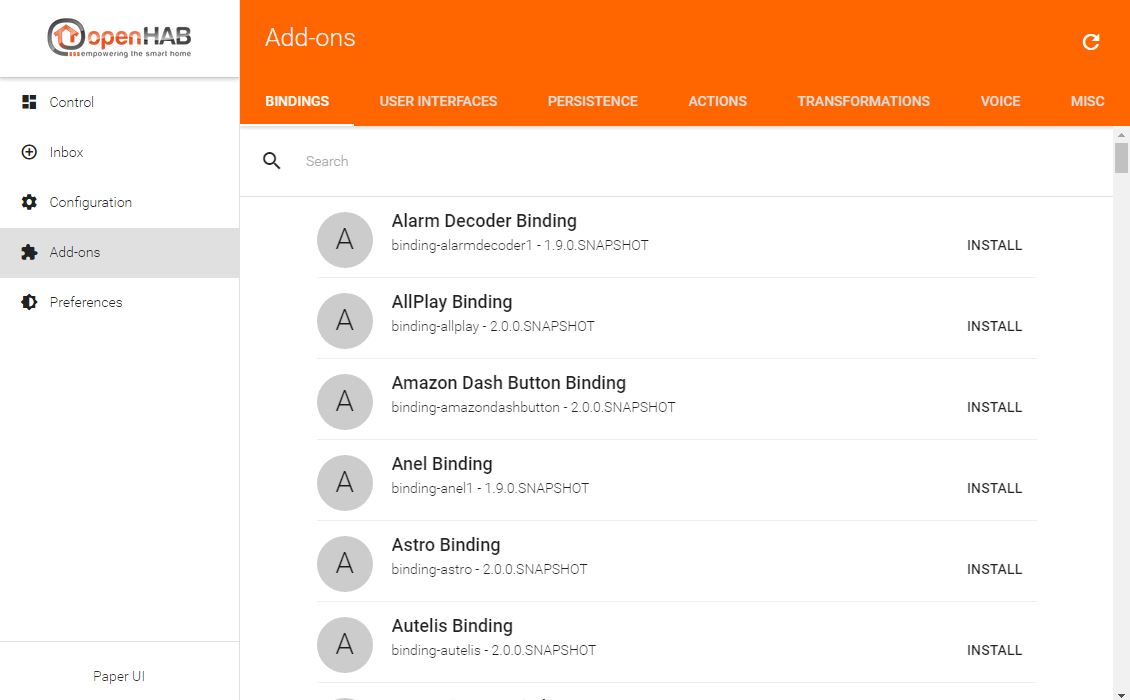 openHAB
empowering the smart home
Control
Inbox
Configuration
Add-ons
Preferences
Paper UI
Add-ons
BINDINGS USER INTERFACES PERSISTENCE ACTIONS TRANSFORMATIONS VOICE MISC
Search
A
Alarm Decoder Binding
binding-alarmdecoder1 - 1.9.0.SNAPSHOT
INSTALL
A
AllPlay Binding
binding-allplay - 2.0.0.SNAPSHOT
INSTALL
A
Amazon Dash Button Binding
binding-amazondashbutton - 2.0.0.SNAPSHOT
INSTALL
A
Anel Binding
binding-anel1 - 1.9.0.SNAPSHOT
INSTALL
A
Astro Binding
binding-astro - 2.0.0.SNAPSHOT
INSTALL
A
Autelis Binding
binding-autelis - 2.0.0.SNAPSHOT
INSTALL